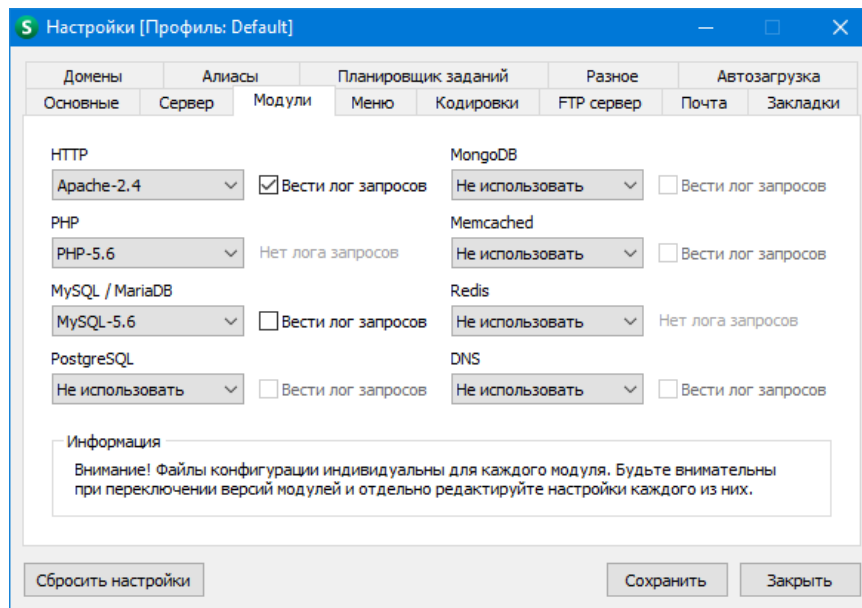 S Настройки [Профиль: Default]
Домены Алиасы Планировщик заданий Разное Автозагрузка
Основные Сервер Модули Меню Кодировки FTP сервер Почта Закладки
HTTP
Apache-2.4 Вести лог запросов
PHP
PHP-5.6 Нет лога запросов
MySQL / MariaDB
MySQL-5.6 Вести лог запросов
PostgreSQL
Не использовать Вести лог запросов
MongoDB
Не использовать Вести лог запросов
Memcached
Не использовать Вести лог запросов
Redis
Не использовать Нет лога запросов
DNS
Не использовать Вести лог запросов
Информация
Внимание! Файлы конфигурации индивидуальны для каждого модуля. Будьте внимательны
при переключении версий модулей и отдельно редактируйте настройки каждого из них.
Сбросить настройки Сохранить Закрыть